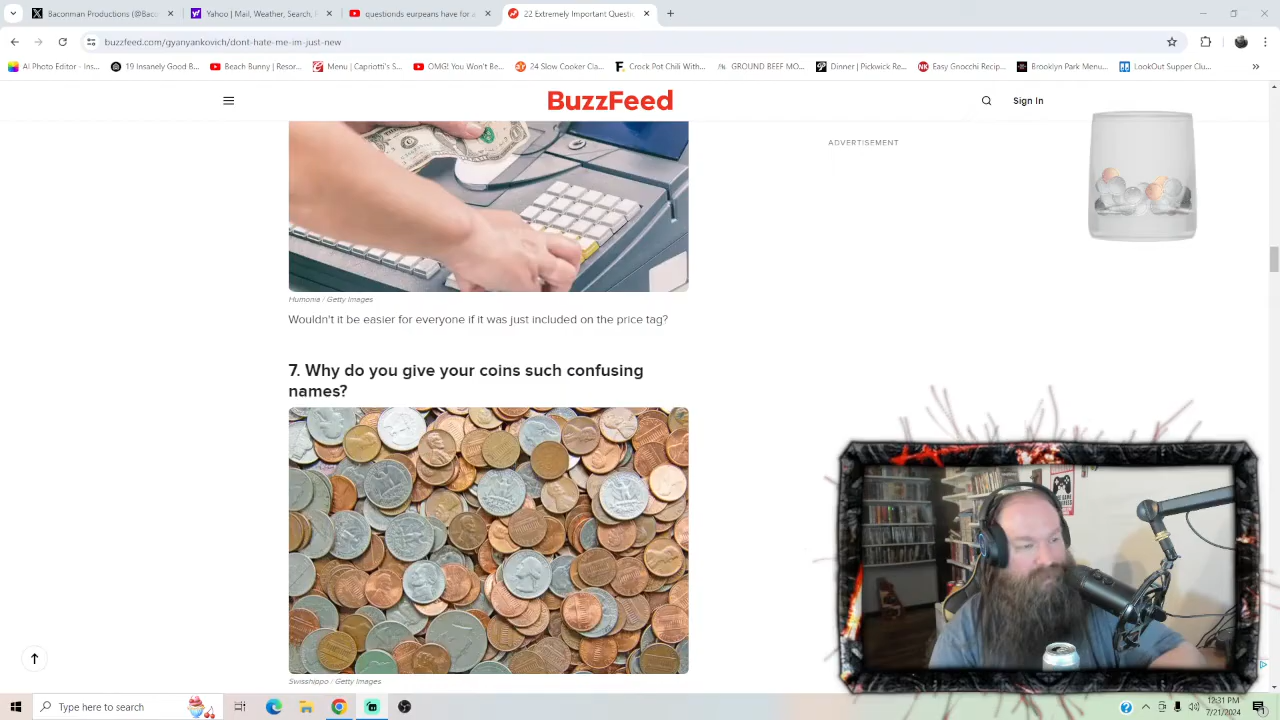 Baconman Productions (@Baco
Yahoo | Mail, Weather, Search,
questionds eurpeans have for a
22 Extremely Important Questic
buzzfeed.com/gyanyankovich/dont-hate-me-im-just-new
AI Photo Editor - Ins...
19 Insanely Good B...
Beach Bunny | Resor...
Menu | Capriotti's S...
OMG! You Won't Be...
24 Slow Cooker Cla...
Crock Pot Chili With...
GROUND BEEF MO...
Dinner | Pickwick Re...
Easy Gnocchi Recip...
Brooklyn Park Menu...
LookOut Supper Clu...
BuzzFeed
Sign In
ADVERTISEMENT
Humonia / Getty Images
Wouldn't it be easier for everyone if it was just included on the price tag?
7. Why do you give your coins such confusing
names?
Swisshippo / Getty Images
Type here to search
12:31 PM
7/21/2024